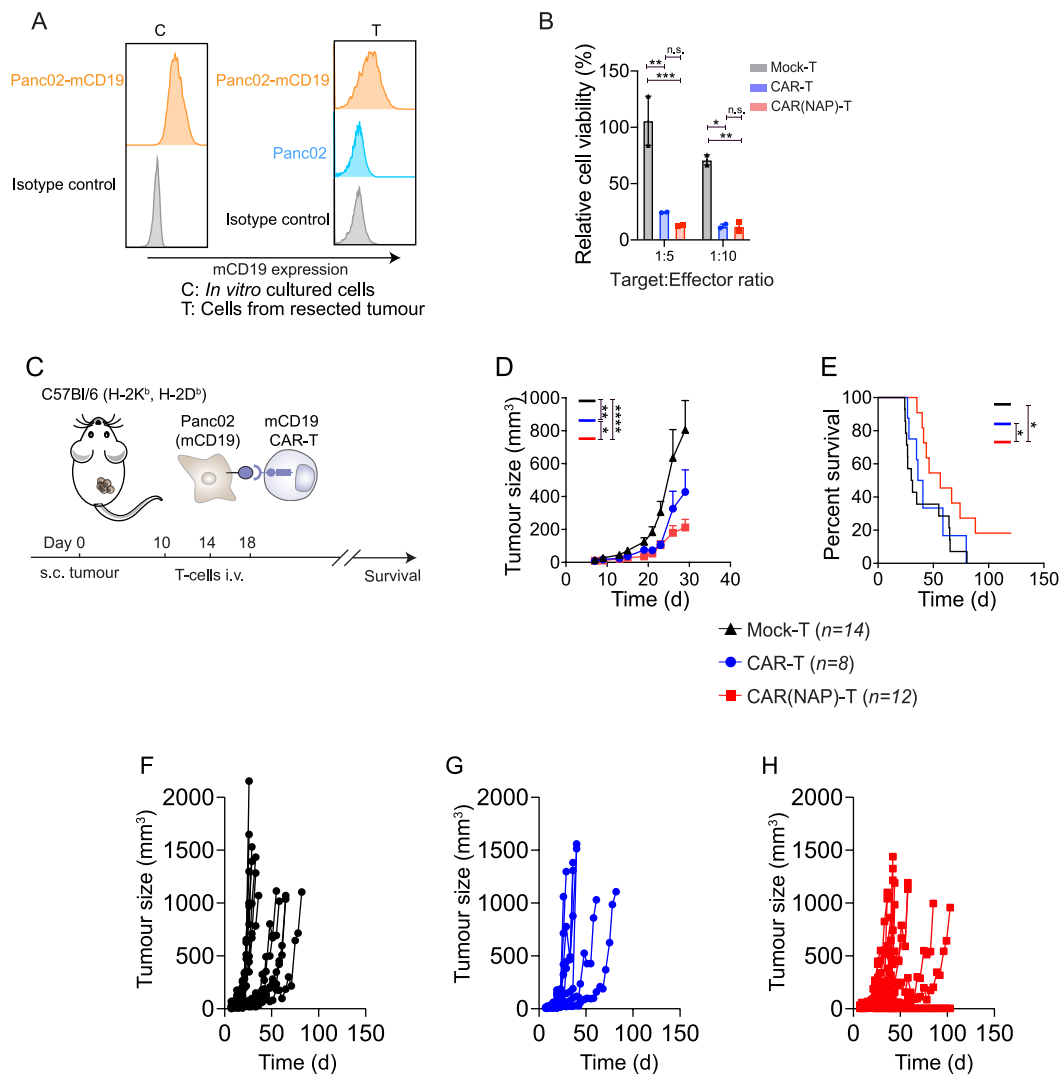 A
C
T
Panc02-mCD19
Panc02-mCD19
Panc02
Isotype control
Isotype control
mCD19 expression
C: In vitro cultured cells
T: Cells from resected tumour
B
Relative cell viability (%)
150
100
50
0
n.s.
**
***
n.s.
*
**
Mock-T
CAR-T
CAR(NAP)-T
1:5
1:10
Target:Effector ratio
C
C57Bl/6 (H-2Kᵇ, H-2Dᵇ)
Panc02
(mCD19)
mCD19
CAR-T
Day 0
10
14
18
s.c. tumour
T-cells i.v.
Survival
D
Tumour size (mm³)
1000
800
600
400
200
0
**
*
****
0
10
20
30
40
Time (d)
E
Percent survival
100
50
0
*
*
0
50
100
150
Time (d)
Mock-T (n=14)
CAR-T (n=8)
CAR(NAP)-T (n=12)
F
Tumour size (mm³)
2000
1500
1000
500
0
0
50
100
150
Time (d)
G
Tumour size (mm³)
2000
1500
1000
500
0
0
50
100
150
Time (d)
H
Tumour size (mm³)
2000
1500
1000
500
0
0
50
100
150
Time (d)